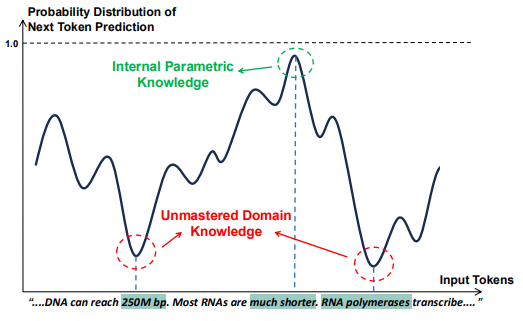 Probability Distribution of
Next Token Prediction
1.0
Internal Parametric
Knowledge
Unmastered Domain
Knowledge
Input Tokens
“....DNA can reach 250M bp. Most RNAs are much shorter. RNA polymerases transcribe.... ”